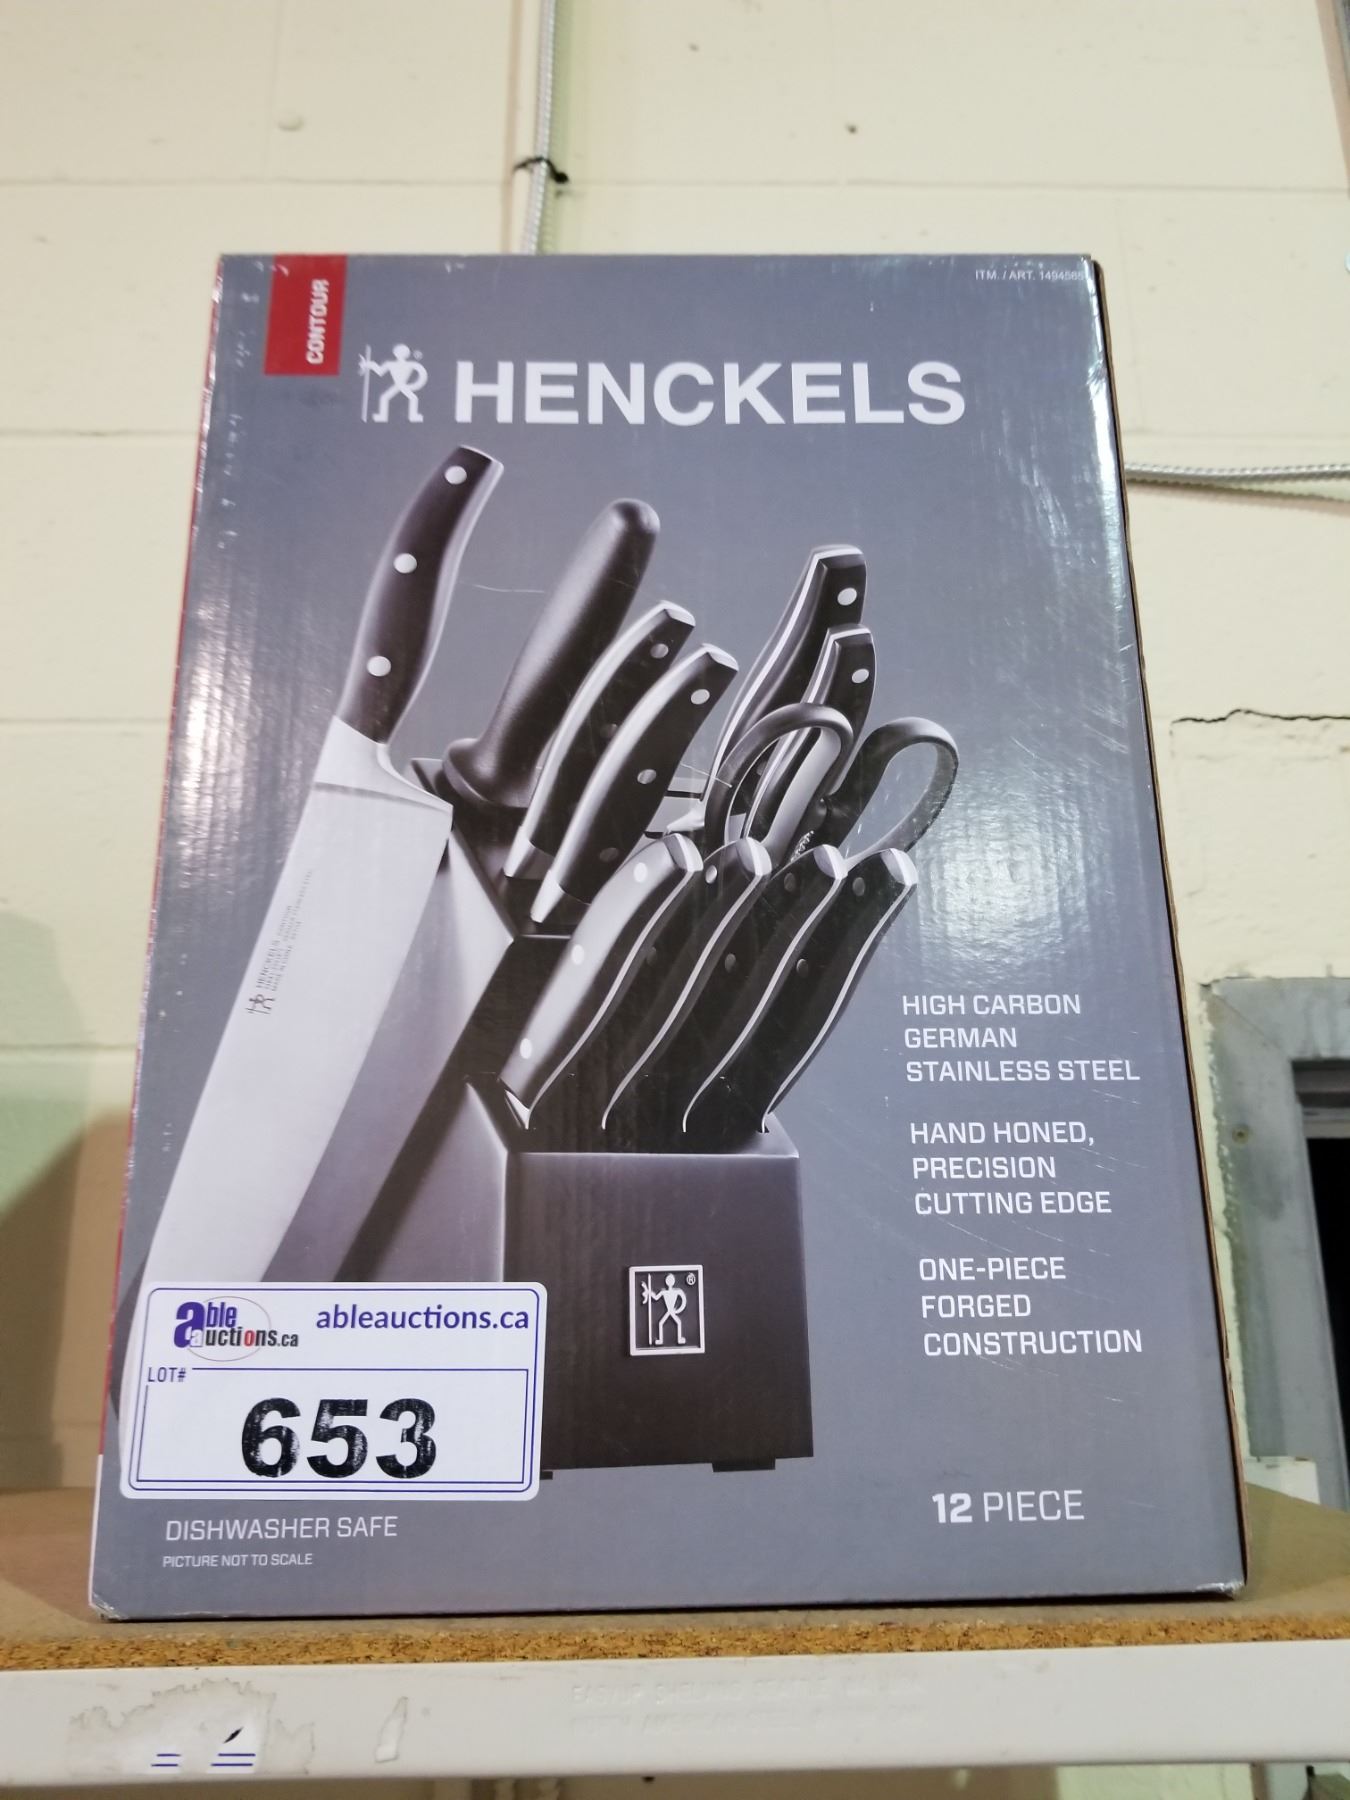 CONTOUR
ITM. / ART. 1494565
HENCKELS
HENCKELS
HIGH CARBON
GERMAN
STAINLESS STEEL
HAND HONED,
PRECISION
CUTTING EDGE
ONE-PIECE
FORGED
CONSTRUCTION
able
auctions.ca
ableauctions.ca
LOT#
653
12 PIECE
DISHWASHER SAFE
PICTURE NOT TO SCALE